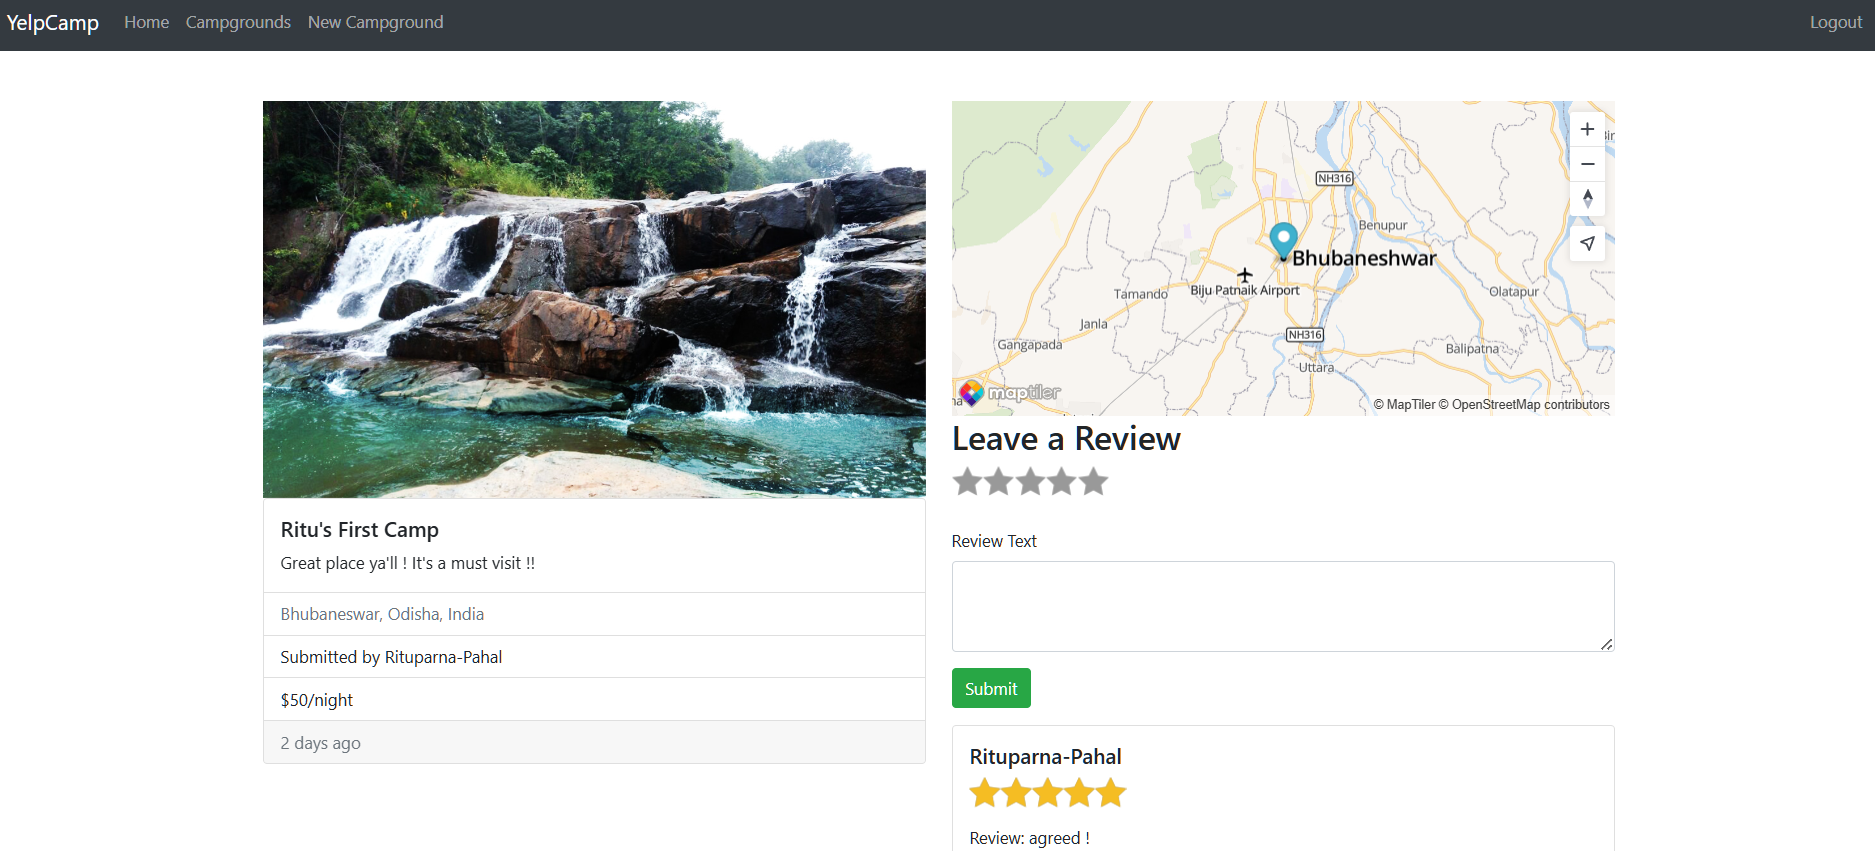 YelpCamp Home Campgrounds New Campground Logout
NH316
Benupur
Bhubaneshwar
Biju Patnaik Airport
Tamando
Olatapur
Janla
NH316
Gangapada
Balipatna
Uttara
maptiler
© MapTiler © OpenStreetMap contributors
Ritu's First Camp
Great place ya'll ! It's a must visit !!
Bhubaneswar, Odisha, India
Submitted by Rituparna-Pahal
$50/night
2 days ago
Leave a Review
Review Text
Submit
Rituparna-Pahal
Review: agreed !